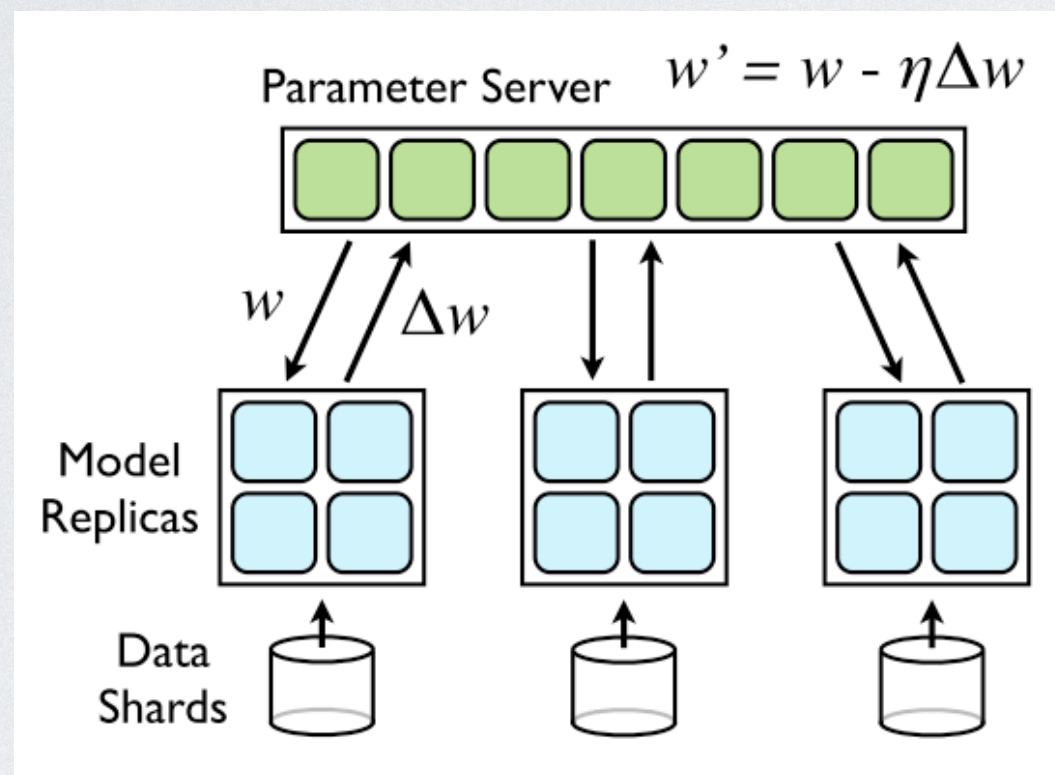 Parameter Server
w’ = w - ηΔw
w
Δw
Model
Replicas
Data
Shards